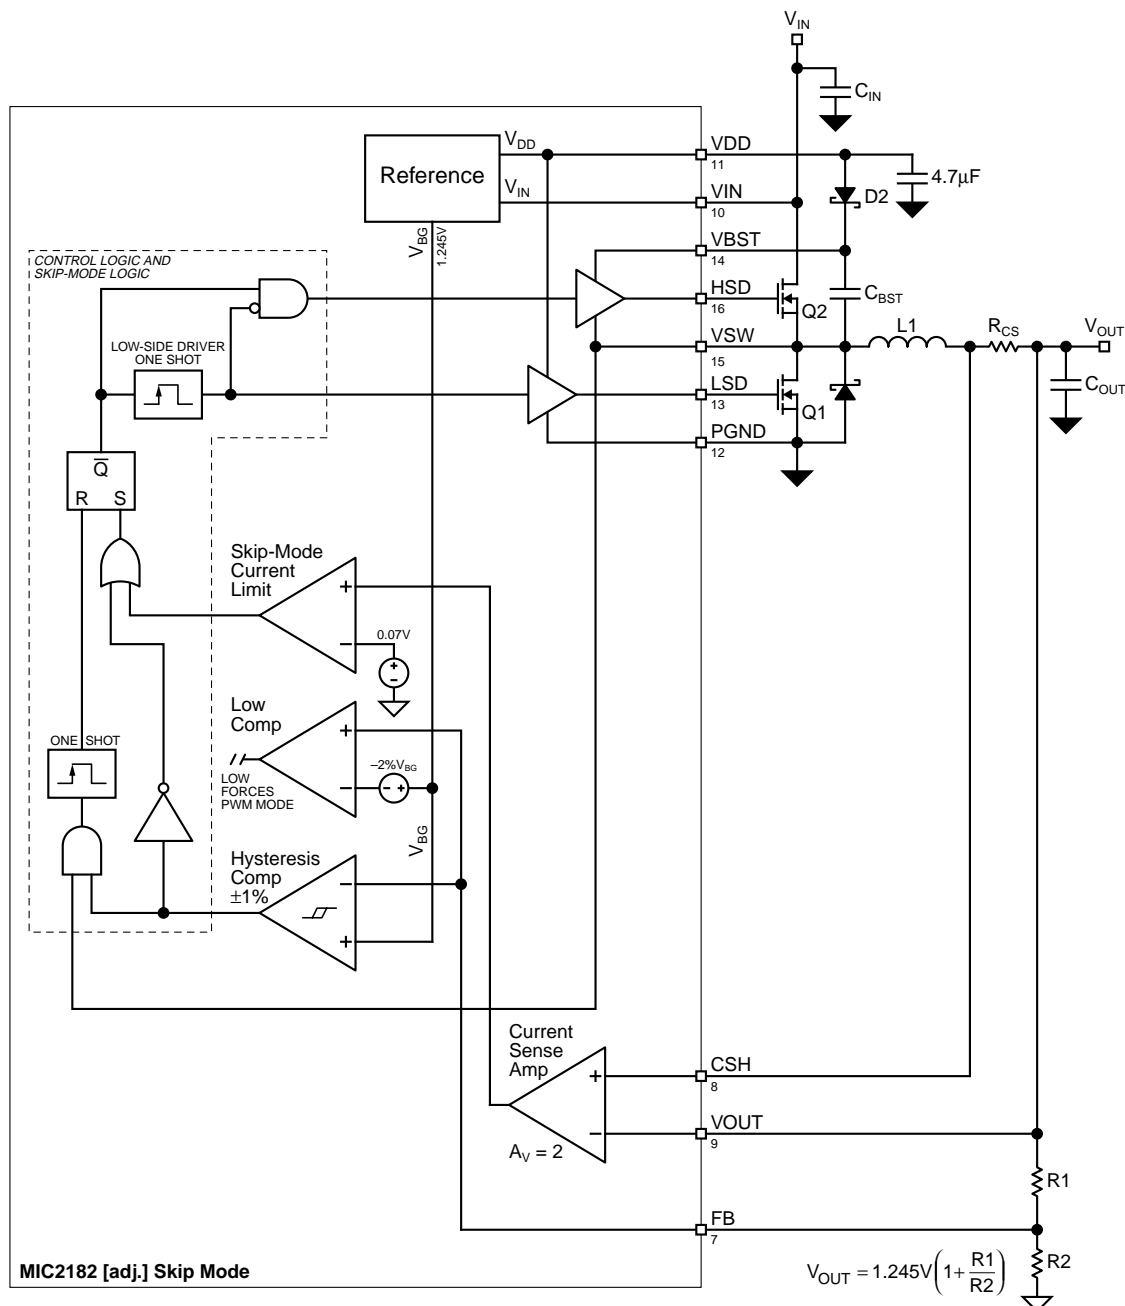 V_IN
C_IN
V_DD
VDD
11
Reference
4.7µF
V_IN
VIN
10
D2
V_BG
1.245V
VBST
14
CONTROL LOGIC AND
SKIP-MODE LOGIC
HSD
16
Q2
C_BST
LOW-SIDE DRIVER
ONE SHOT
VSW
15
L1
R_CS
V_OUT
LSD
13
Q1
C_OUT
PGND
12
Q̅
R S
Skip-Mode
Current
Limit
+
−
0.07V
+
−
Low
Comp
+
−
−2%V_BG
− +
ONE SHOT
LOW
FORCES
PWM MODE
V_BG
Hysteresis
Comp
±1%
−
+
Current
Sense
Amp
+
−
A_V = 2
CSH
8
VOUT
9
R1
FB
7
R2
V_OUT = 1.245V(1+R1/R2)
MIC2182 [adj.] Skip Mode